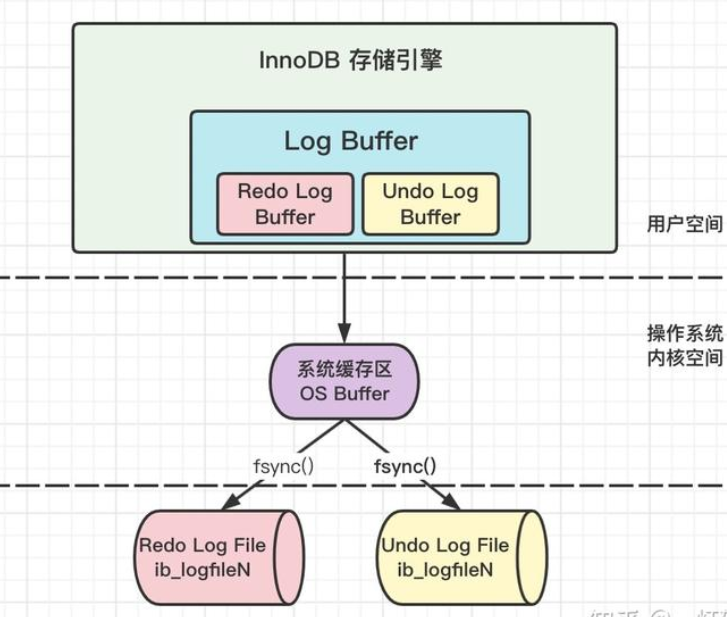 InnoDB 存储引擎
Log Buffer
Redo Log
Buffer
Undo Log
Buffer
用户空间
操作系统
内核空间
系统缓存区
OS Buffer
fsync()
fsync()
Redo Log File
ib_logfileN
Undo Log File
ib_logfileN